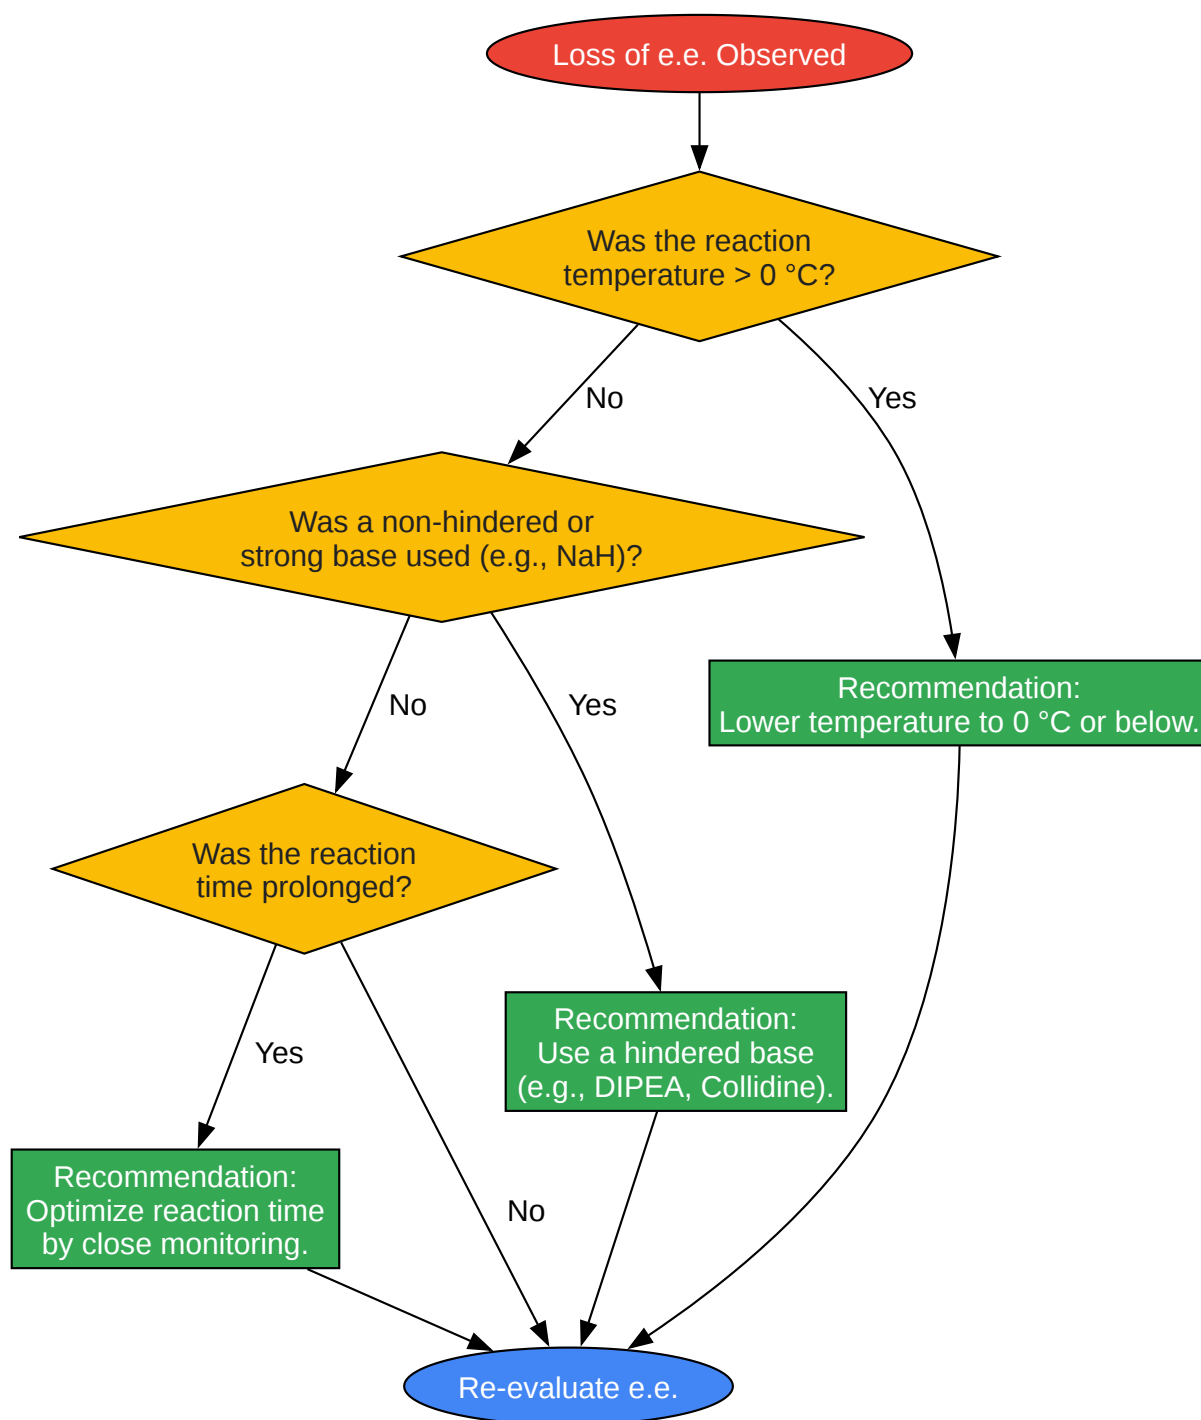 Loss of e.e. Observed
Was the reaction
temperature > 0 °C?
No
Yes
Was a non-hindered or
strong base used (e.g., NaH)?
No
Yes
Recommendation:
Lower temperature to 0 °C or below.
Was the reaction
time prolonged?
Yes
No
Recommendation:
Use a hindered base
(e.g., DIPEA, Collidine).
Recommendation:
Optimize reaction time
by close monitoring.
Re-evaluate e.e.